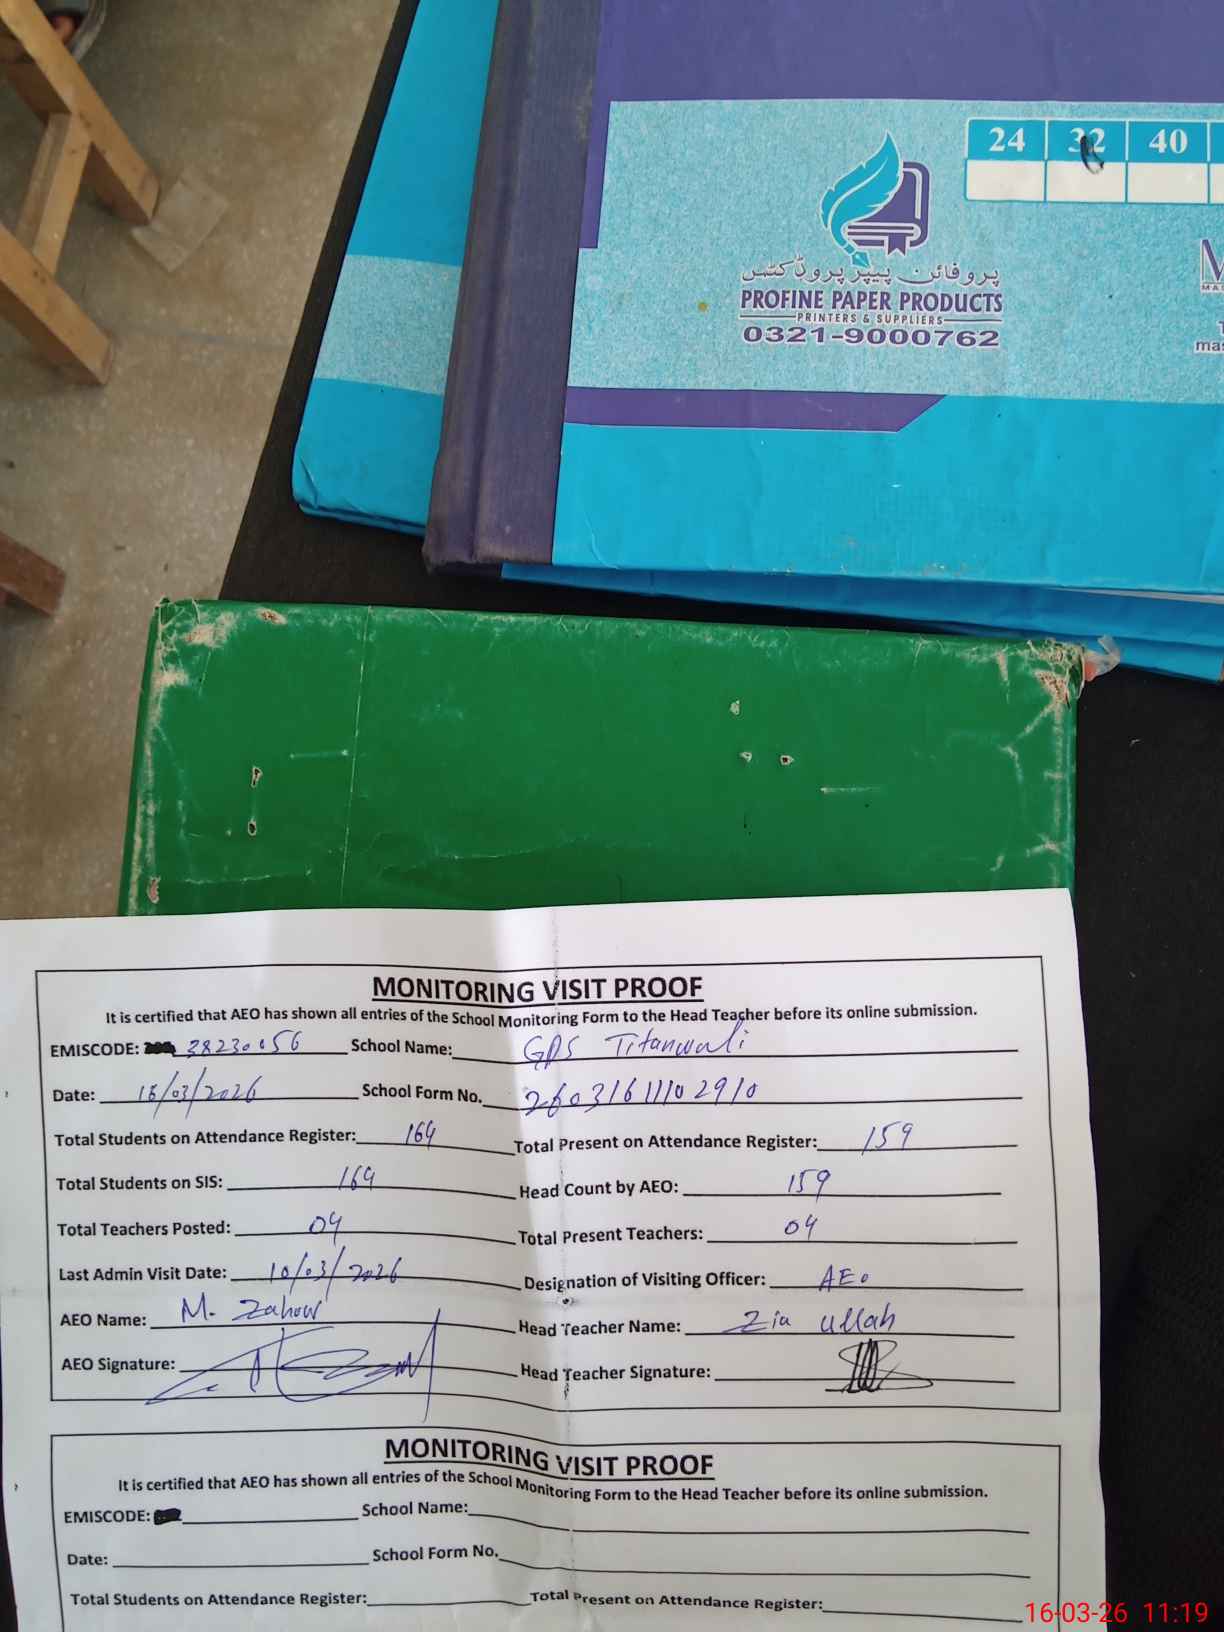 24 32 40
پروفائن پیپر پروڈکٹس
PROFINE PAPER PRODUCTS
PRINTERS & SUPPLIERS
0321-9000762
M
MAS
T
mas
MONITORING VISIT PROOF
It is certified that AEO has shown all entries of the School Monitoring Form to the Head Teacher before its online submission.
EMISCODE: 38230056 School Name: GPS Titanwali
Date: 16/03/2026 School Form No. 26031611102910
Total Students on Attendance Register: 164 Total Present on Attendance Register: 159
Total Students on SIS: 164 Head Count by AEO: 159
Total Teachers Posted: 04 Total Present Teachers: 04
Last Admin Visit Date: 10/03/2026 Designation of Visiting Officer: AEO
AEO Name: M. Zahoor Head Teacher Name: Zia ullah
AEO Signature: Head Teacher Signature:
MONITORING VISIT PROOF
It is certified that AEO has shown all entries of the School Monitoring Form to the Head Teacher before its online submission.
EMISCODE: School Name:
Date: School Form No.
Total Students on Attendance Register: Total Present on Attendance Register:
16-03-26 11:19